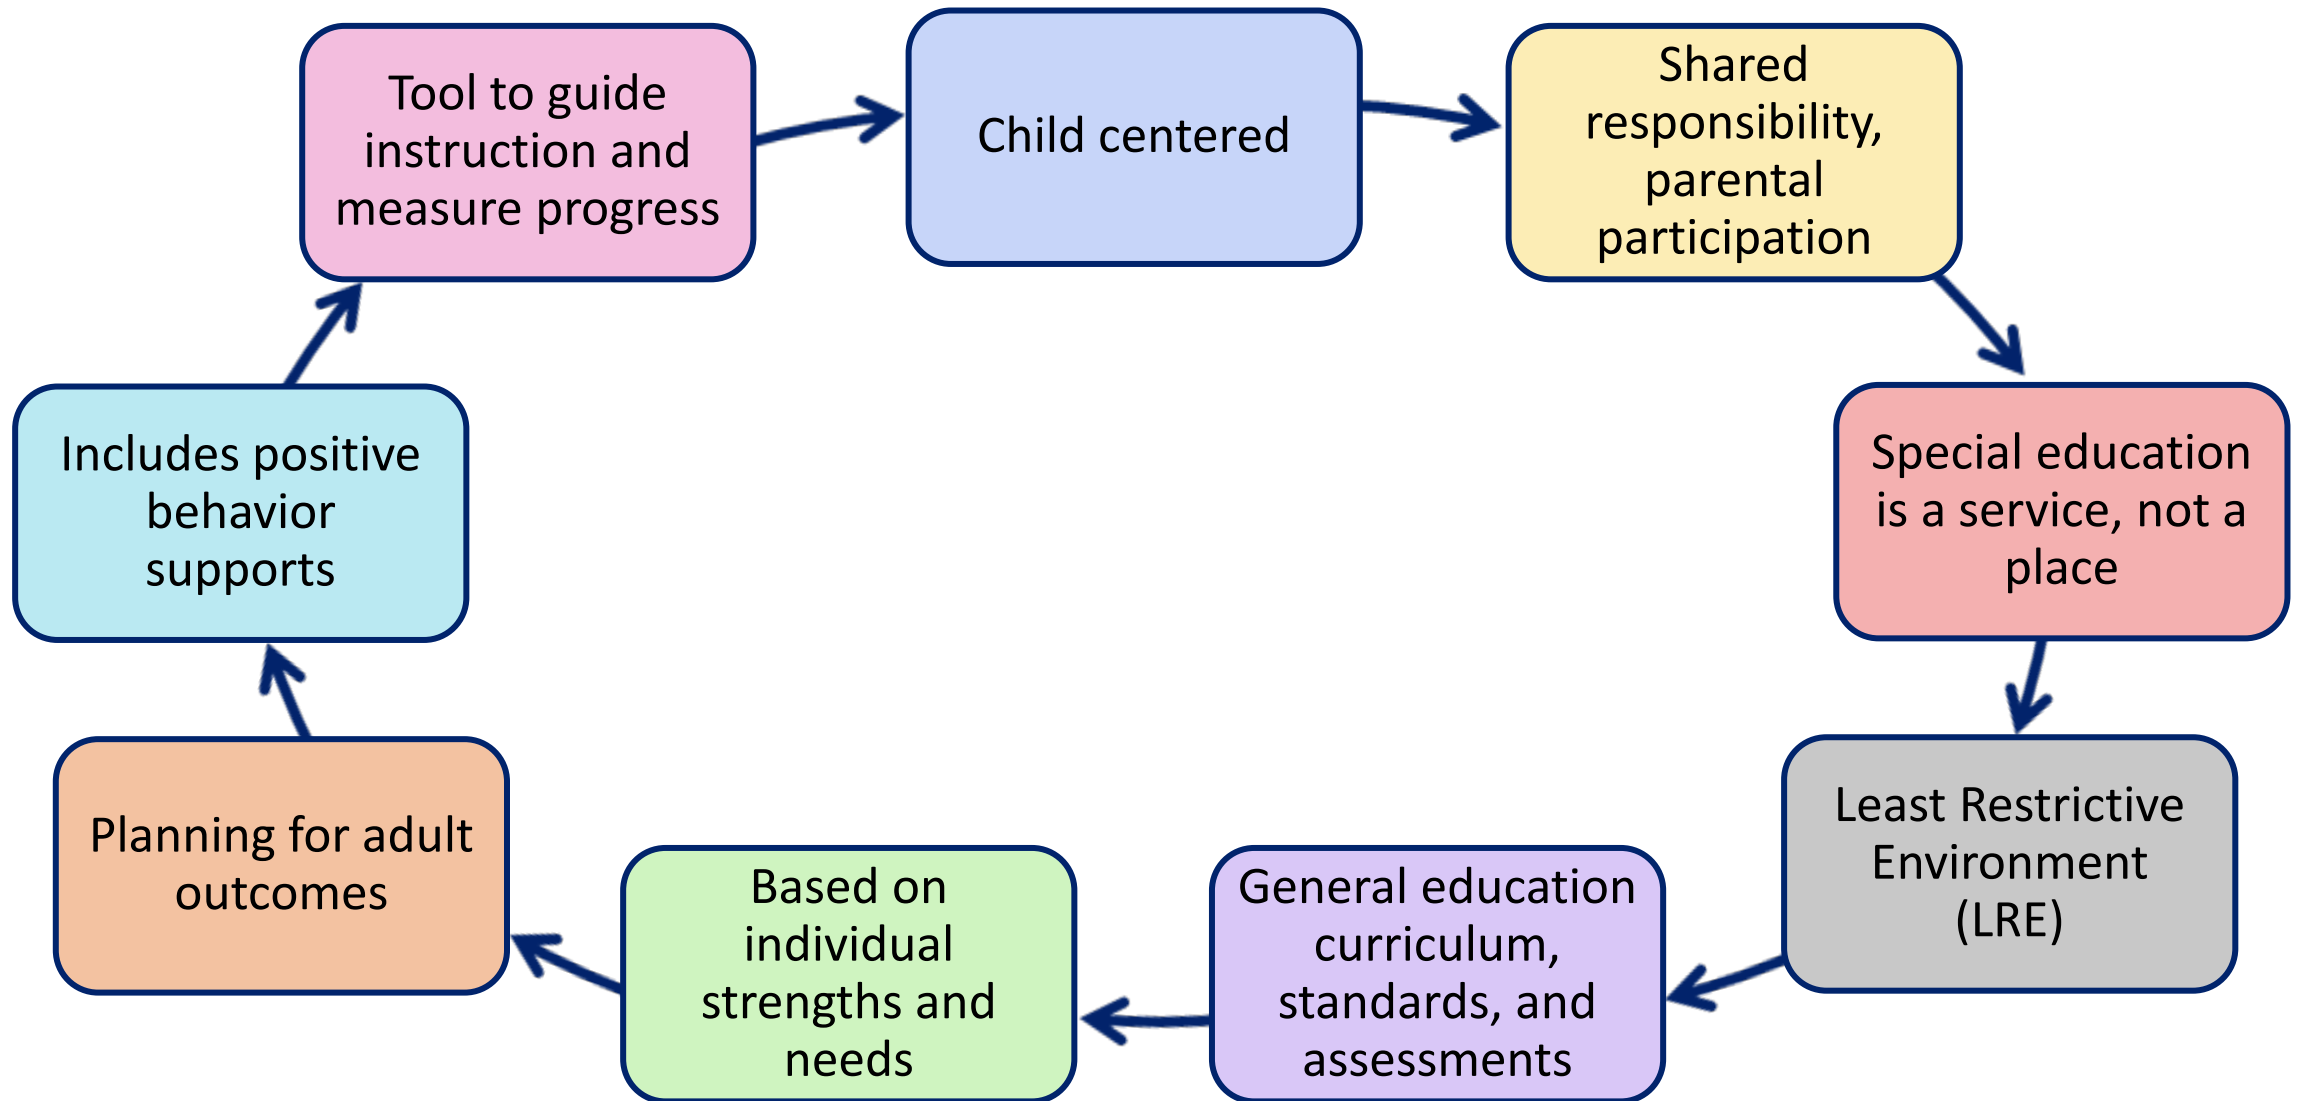 Tool to guide
instruction and
measure progress
Child centered
Shared
responsibility,
parental
participation
Special education
is a service, not a
place
Least Restrictive
Environment
(LRE)
General education
curriculum,
standards, and
assessments
Based on
individual
strengths and
needs
Planning for adult
outcomes
Includes positive
behavior
supports